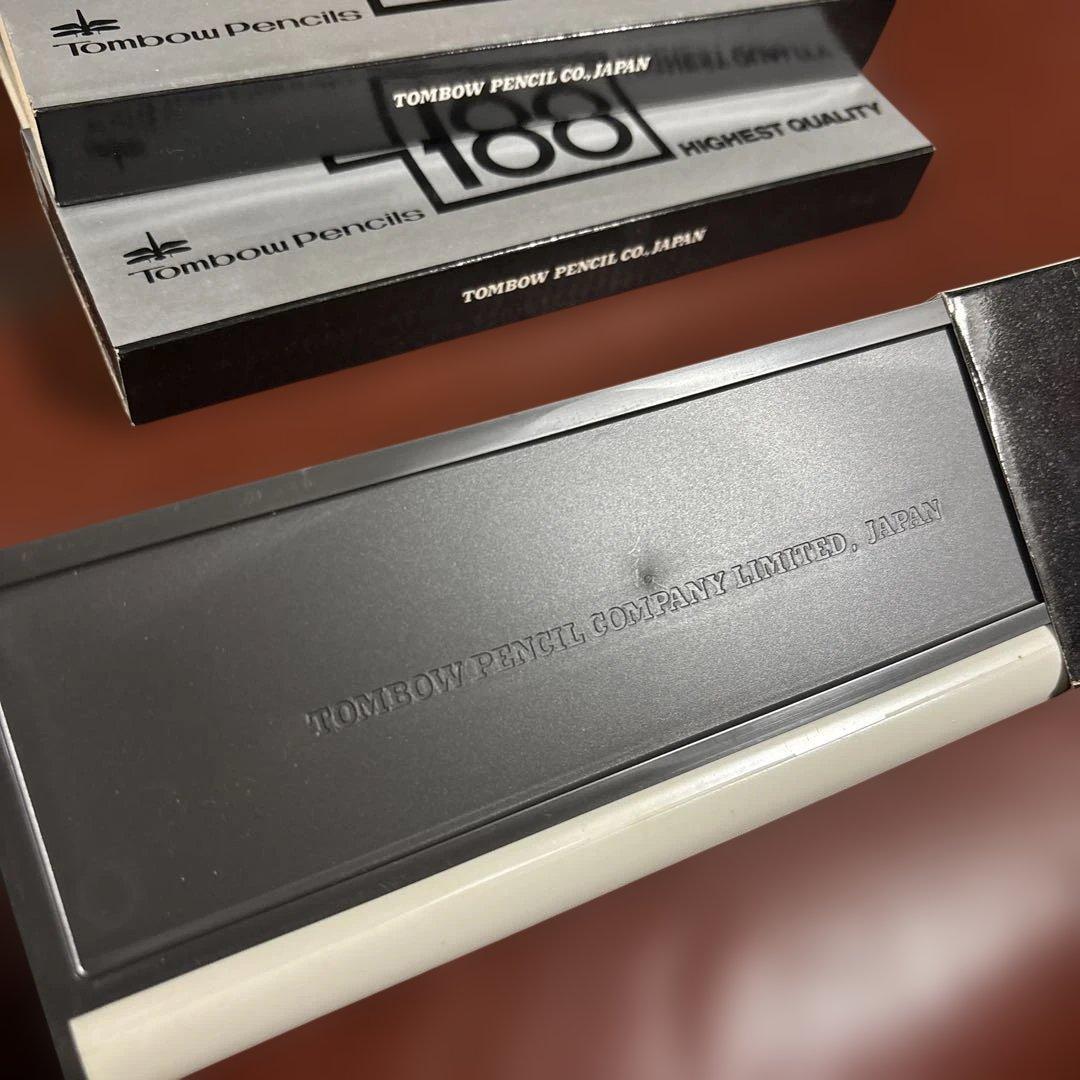 Tombow Pencils
TOMBOW PENCIL CO., JAPAN
188
HIGHEST QUALITY
Tombow Pencils
TOMBOW PENCIL CO., JAPAN
TOMBOW PENCIL COMPANY LIMITED, JAPAN